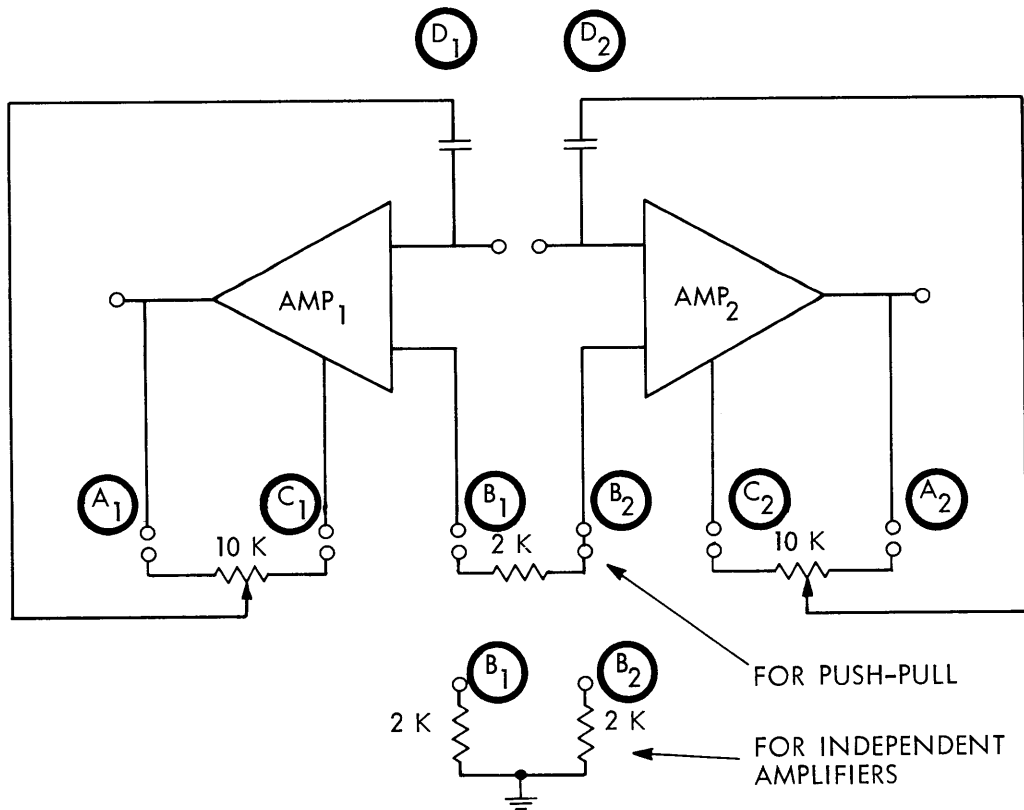 D1
D2
AMP1
AMP2
A1
C1
B1
B2
C2
A2
10 K
2 K
10 K
B1
B2
FOR PUSH-PULL
2 K
2 K
FOR INDEPENDENT
AMPLIFIERS